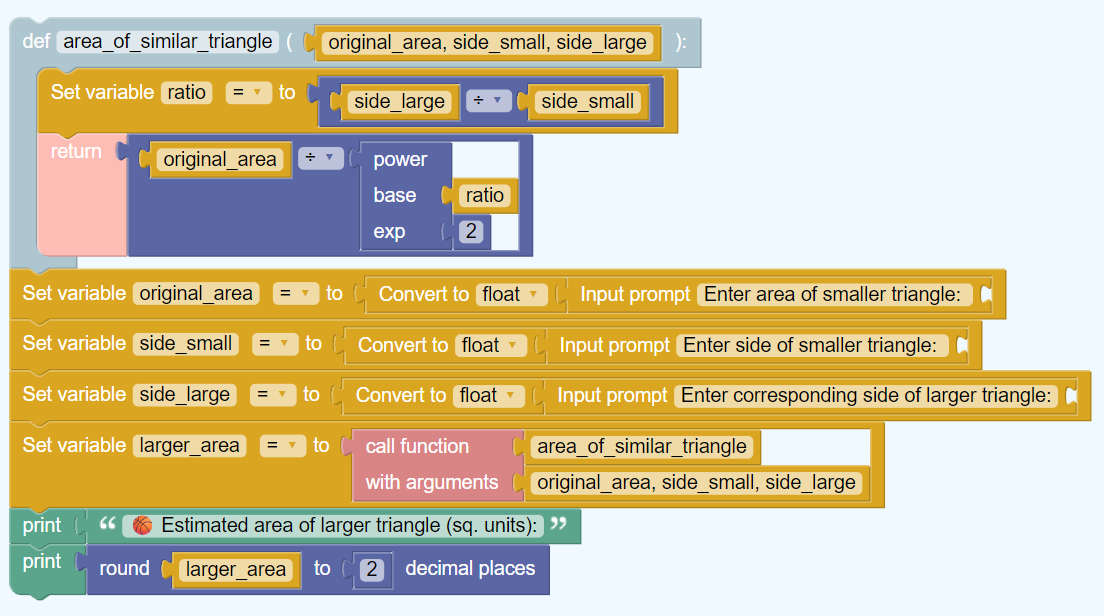 def area_of_similar_triangle ( original_area, side_small, side_large ):
Set variable ratio = to side_large ÷ side_small
return original_area ÷ power
base ratio
exp 2
Set variable original_area = to Convert to float Input prompt Enter area of smaller triangle:
Set variable side_small = to Convert to float Input prompt Enter side of smaller triangle:
Set variable side_large = to Convert to float Input prompt Enter corresponding side of larger triangle:
Set variable larger_area = to call function area_of_similar_triangle
with arguments original_area, side_small, side_large
print “ 🏀 Estimated area of larger triangle (sq. units): ”
print round larger_area to 2 decimal places